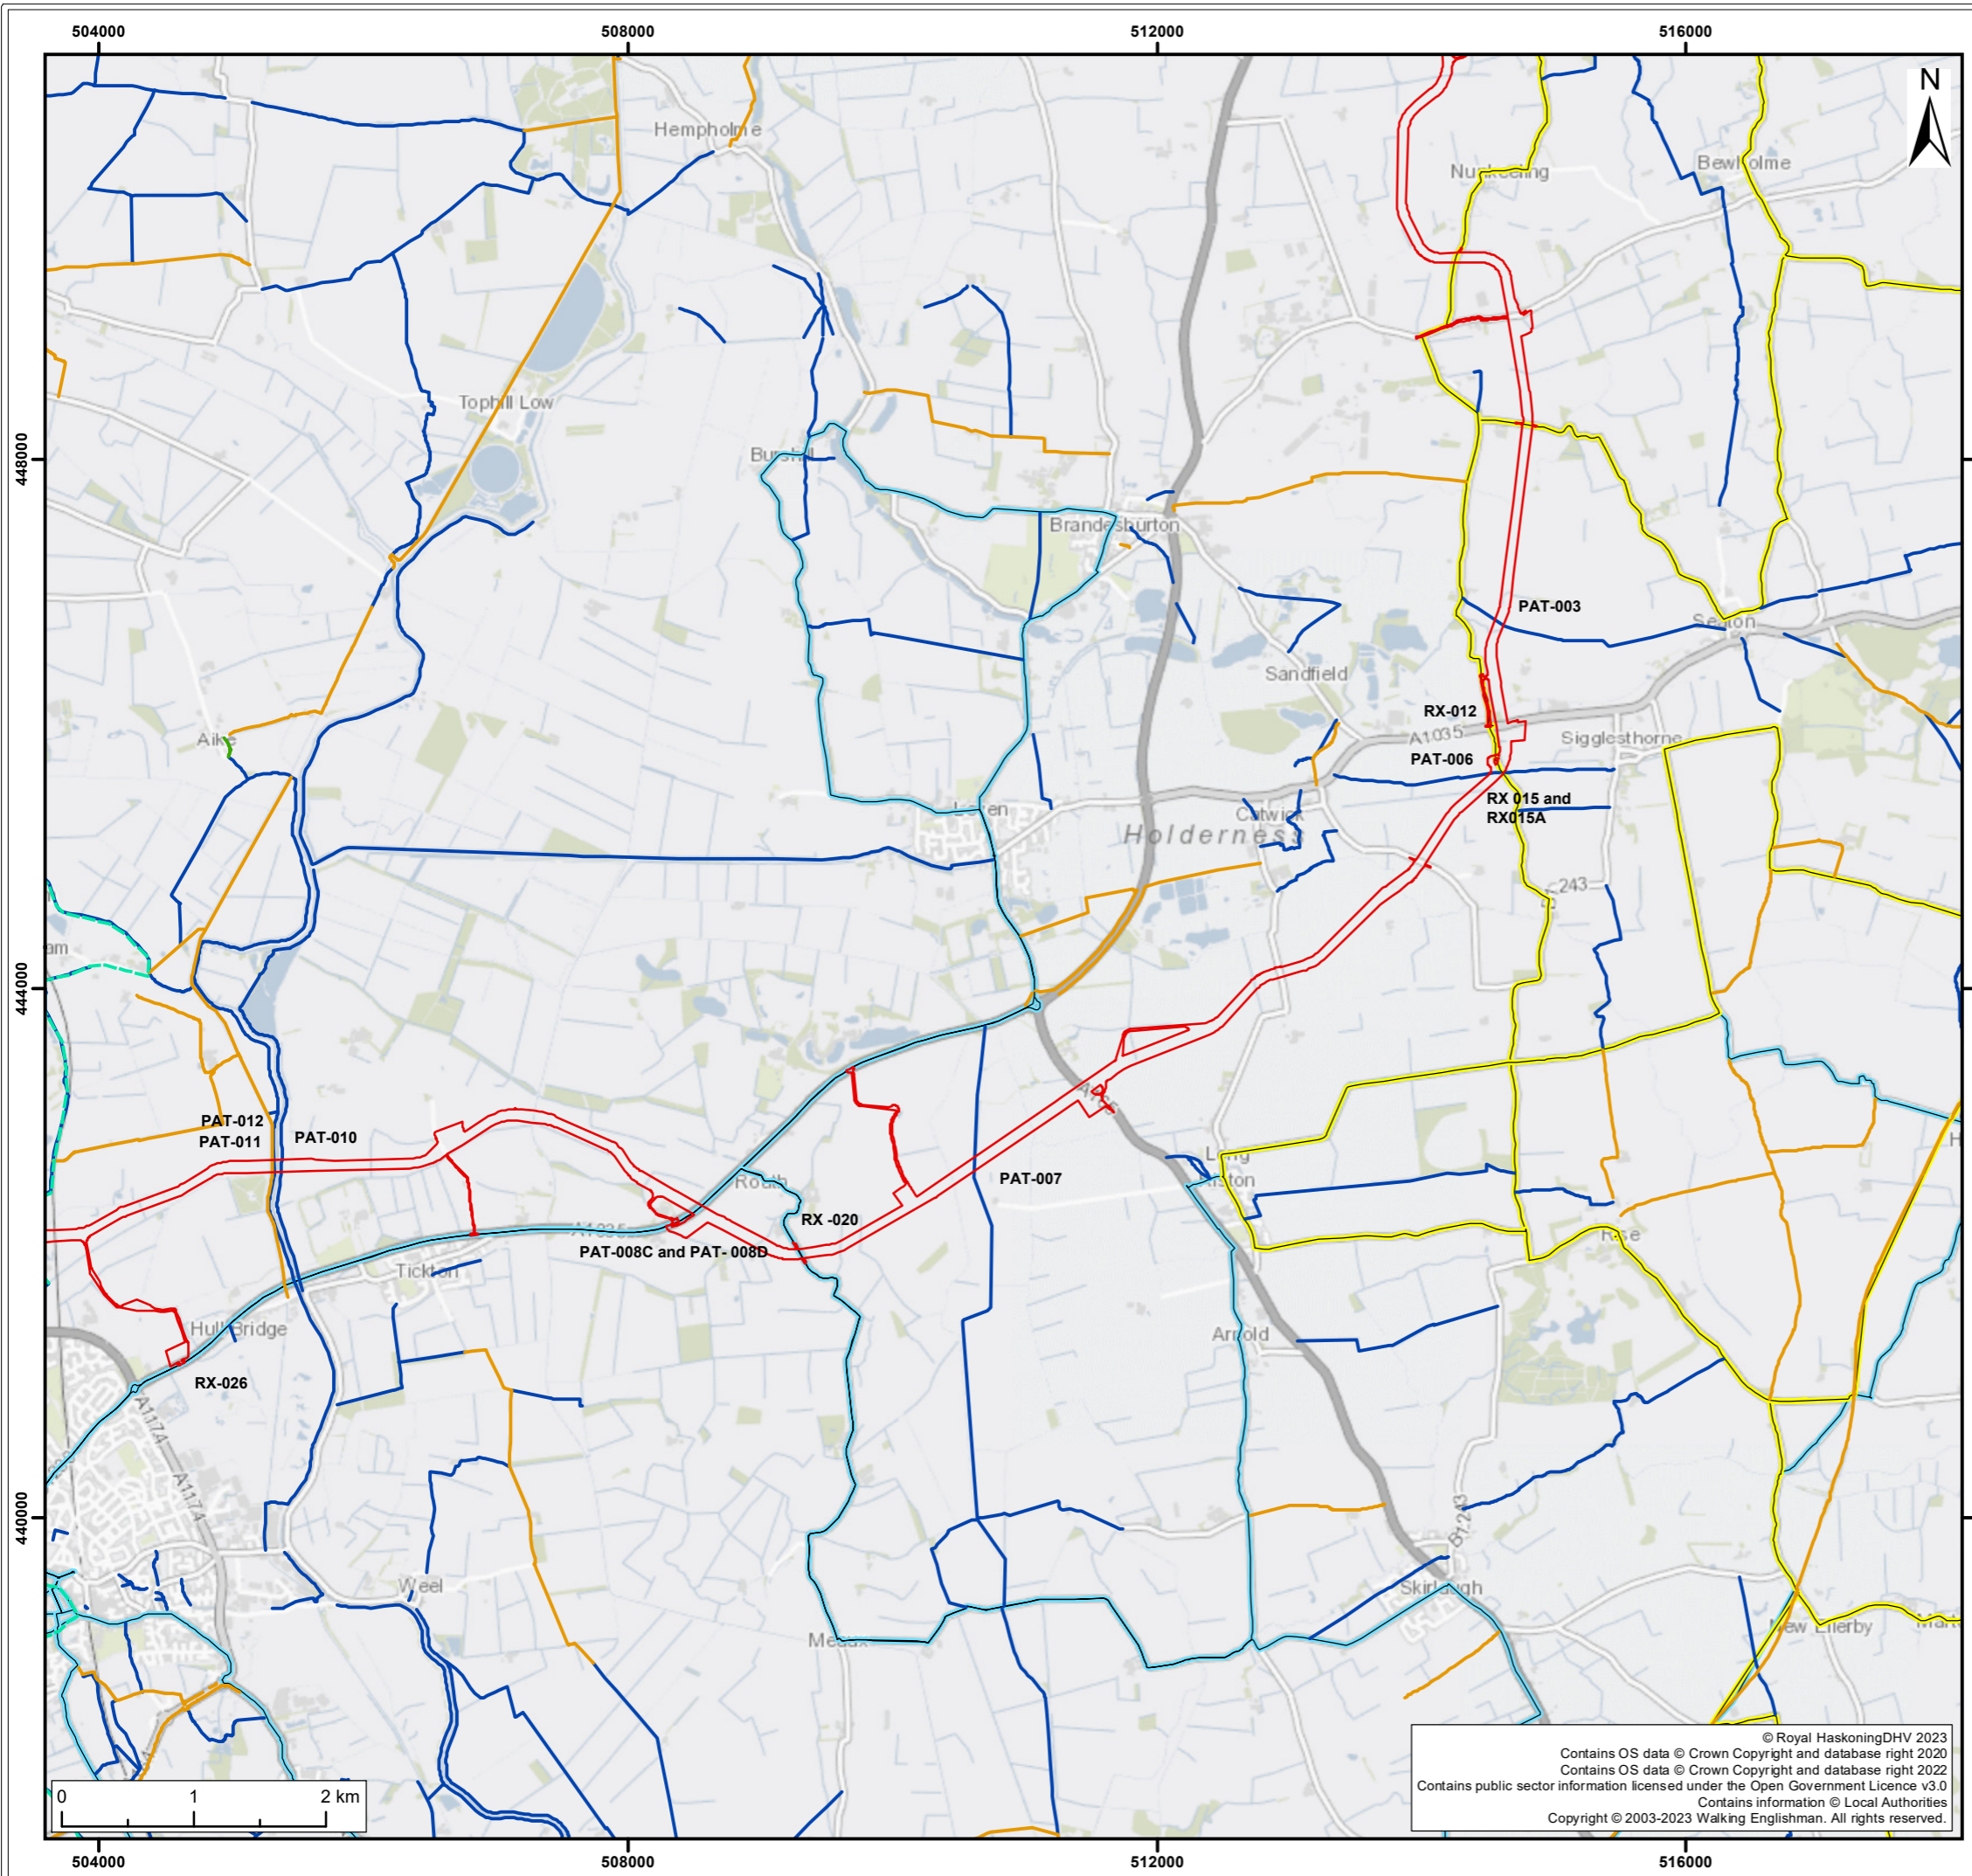 504000
508000
512000
516000
N
Hempholme
Nunkeeling
Bewholme
Tophill Low
448000
Burshill
Brandesburton
PAT-003
Seaton
Sandfield
RX-012
Aike
A1035
Sigglesthorne
PAT-006
RX 015 and
RX015A
Leven
Catwick
Holderness
243
am
444000
A165
PAT-012
PAT-011
PAT-010
Long
Riston
PAT-007
Routh
RX -020
A1035
PAT-008C and PAT- 008D
Rise
Tickton
Hull Bridge
Arnold
RX-026
A1174
A1174
440000
B1243
Weel
Skirlaugh
Meaux
New Ellerby
Marto
© Royal HaskoningDHV 2023
Contains OS data © Crown Copyright and database right 2020
Contains OS data © Crown Copyright and database right 2022
Contains public sector information licensed under the Open Government Licence v3.0
Contains information © Local Authorities
Copyright © 2003-2023 Walking Englishman. All rights reserved.
0 1 2 km
504000
508000
512000
516000